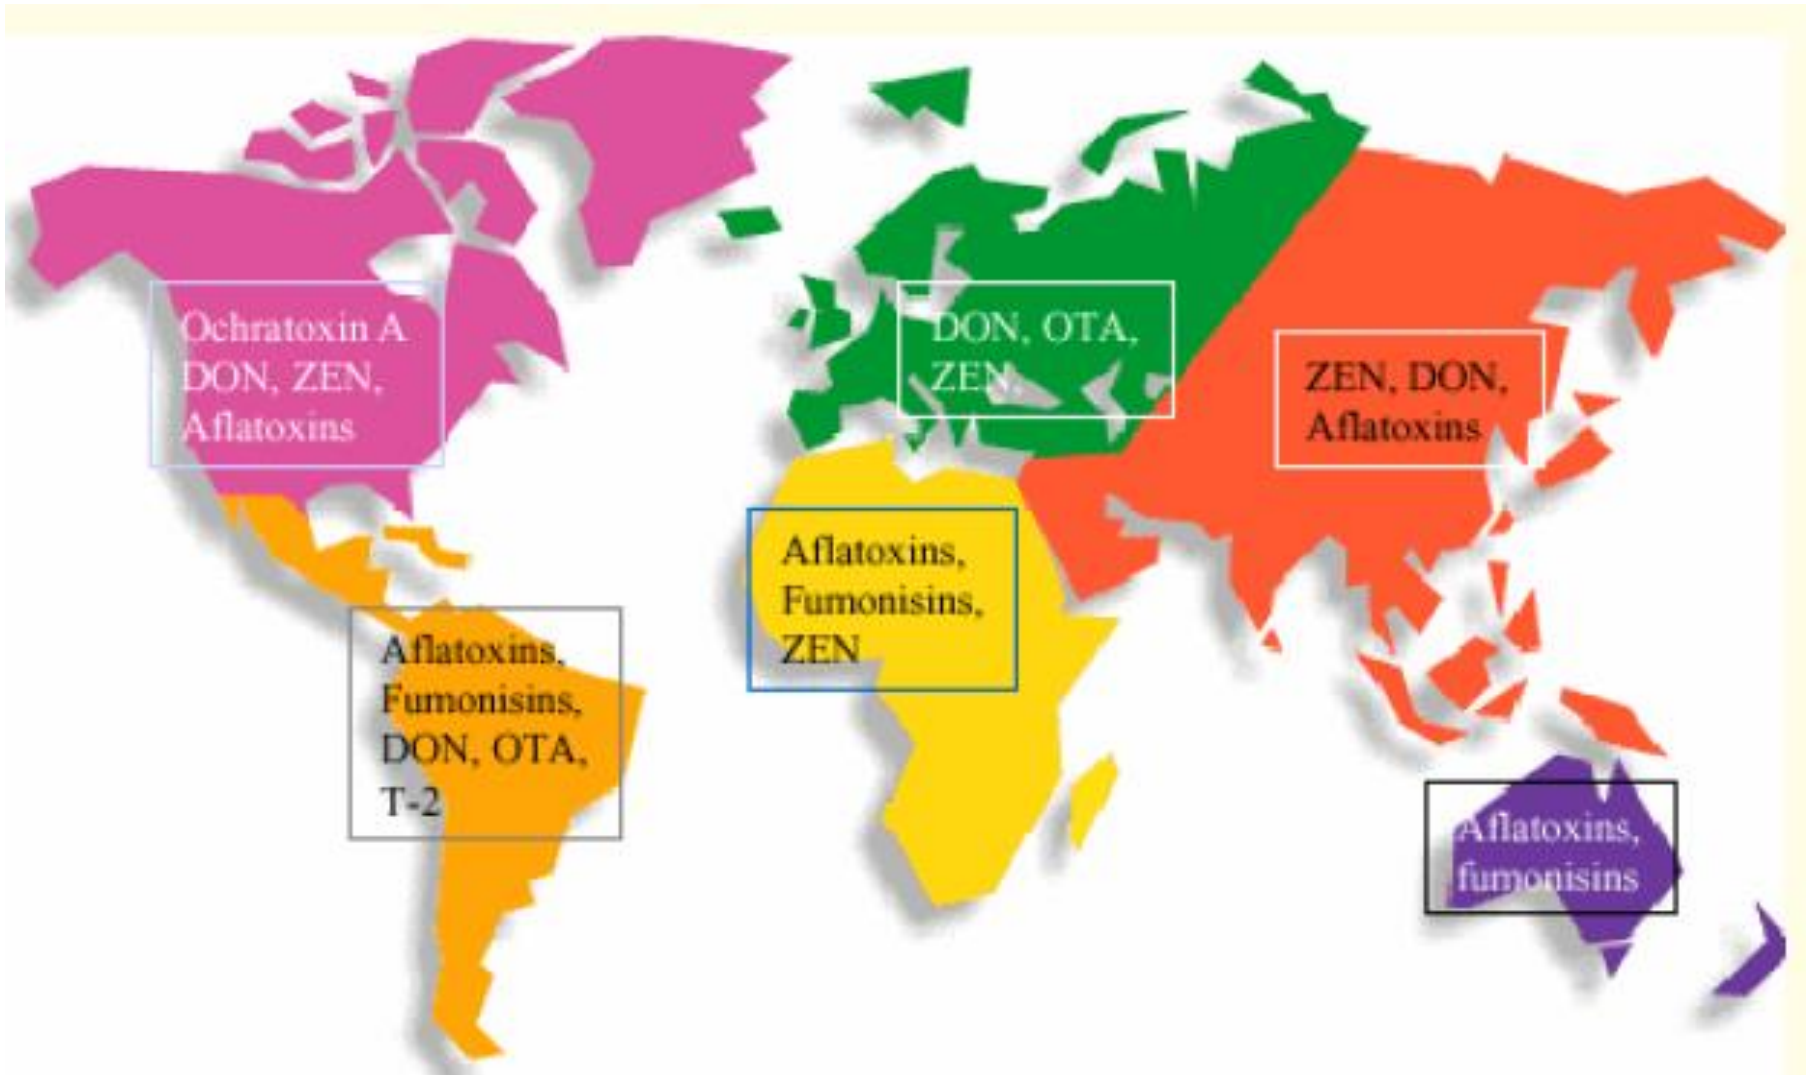 Ochratoxin A
DON, ZEN,
Aflatoxins
DON, OTA,
ZEN,
ZEN, DON,
Aflatoxins
Aflatoxins,
Fumonisins,
ZEN
Aflatoxins,
Fumonisins,
DON, OTA,
T-2
Aflatoxins,
fumonisins